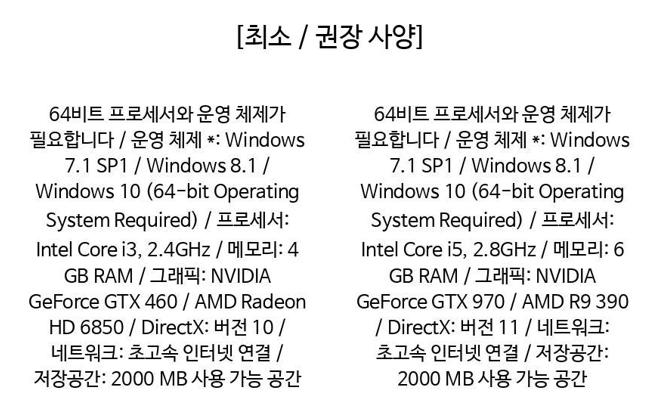 [최소 / 권장 사양]
64비트 프로세서와 운영 체제가
필요합니다 / 운영 체제 *: Windows
7.1 SP1 / Windows 8.1 /
Windows 10 (64-bit Operating
System Required) / 프로세서:
Intel Core i3, 2.4GHz / 메모리: 4
GB RAM / 그래픽: NVIDIA
GeForce GTX 460 / AMD Radeon
HD 6850 / DirectX: 버전 10 /
네트워크: 초고속 인터넷 연결 /
저장공간: 2000 MB 사용 가능 공간
64비트 프로세서와 운영 체제가
필요합니다 / 운영 체제 *: Windows
7.1 SP1 / Windows 8.1 /
Windows 10 (64-bit Operating
System Required) / 프로세서:
Intel Core i5, 2.8GHz / 메모리: 6
GB RAM / 그래픽: NVIDIA
GeForce GTX 970 / AMD R9 390
/ DirectX: 버전 11 / 네트워크:
초고속 인터넷 연결 / 저장공간:
2000 MB 사용 가능 공간